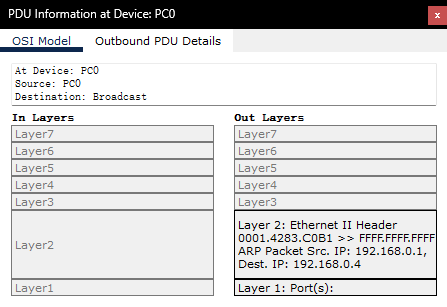 PDU Information at Device: PC0
x
OSI Model
Outbound PDU Details
At Device: PC0
Source: PC0
Destination: Broadcast
In Layers
Layer7
Layer6
Layer5
Layer4
Layer3
Layer2
Layer1
Out Layers
Layer7
Layer6
Layer5
Layer4
Layer3
Layer 2: Ethernet II Header
0001.4283.C0B1 >> FFFF.FFFF.FFFF
ARP Packet Src. IP: 192.168.0.1,
Dest. IP: 192.168.0.4
Layer 1: Port(s):